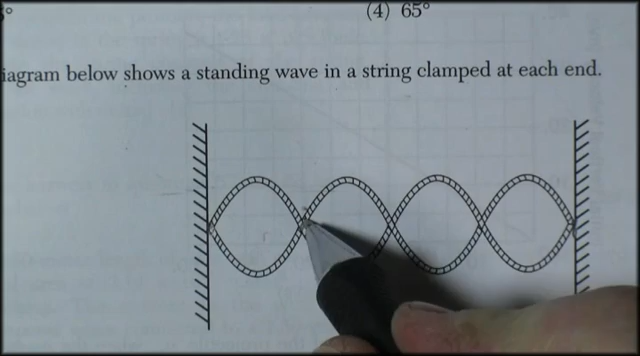 (4) 65°
iagram below shows a standing wave in a string clamped at each end.